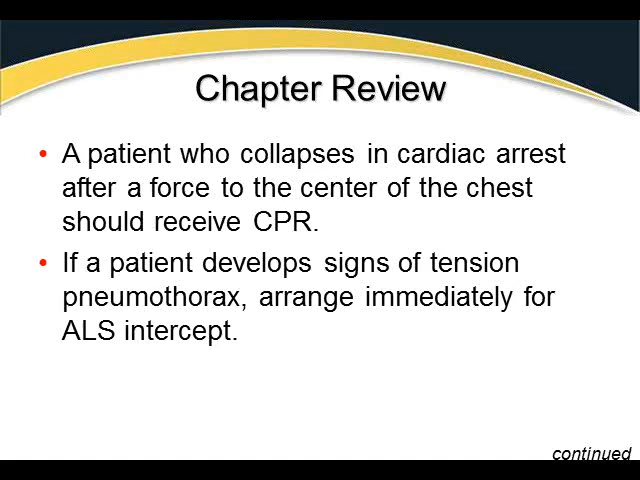 Chapter Review
• A patient who collapses in cardiac arrest
after a force to the center of the chest
should receive CPR.
• If a patient develops signs of tension
pneumothorax, arrange immediately for
ALS intercept.
continued